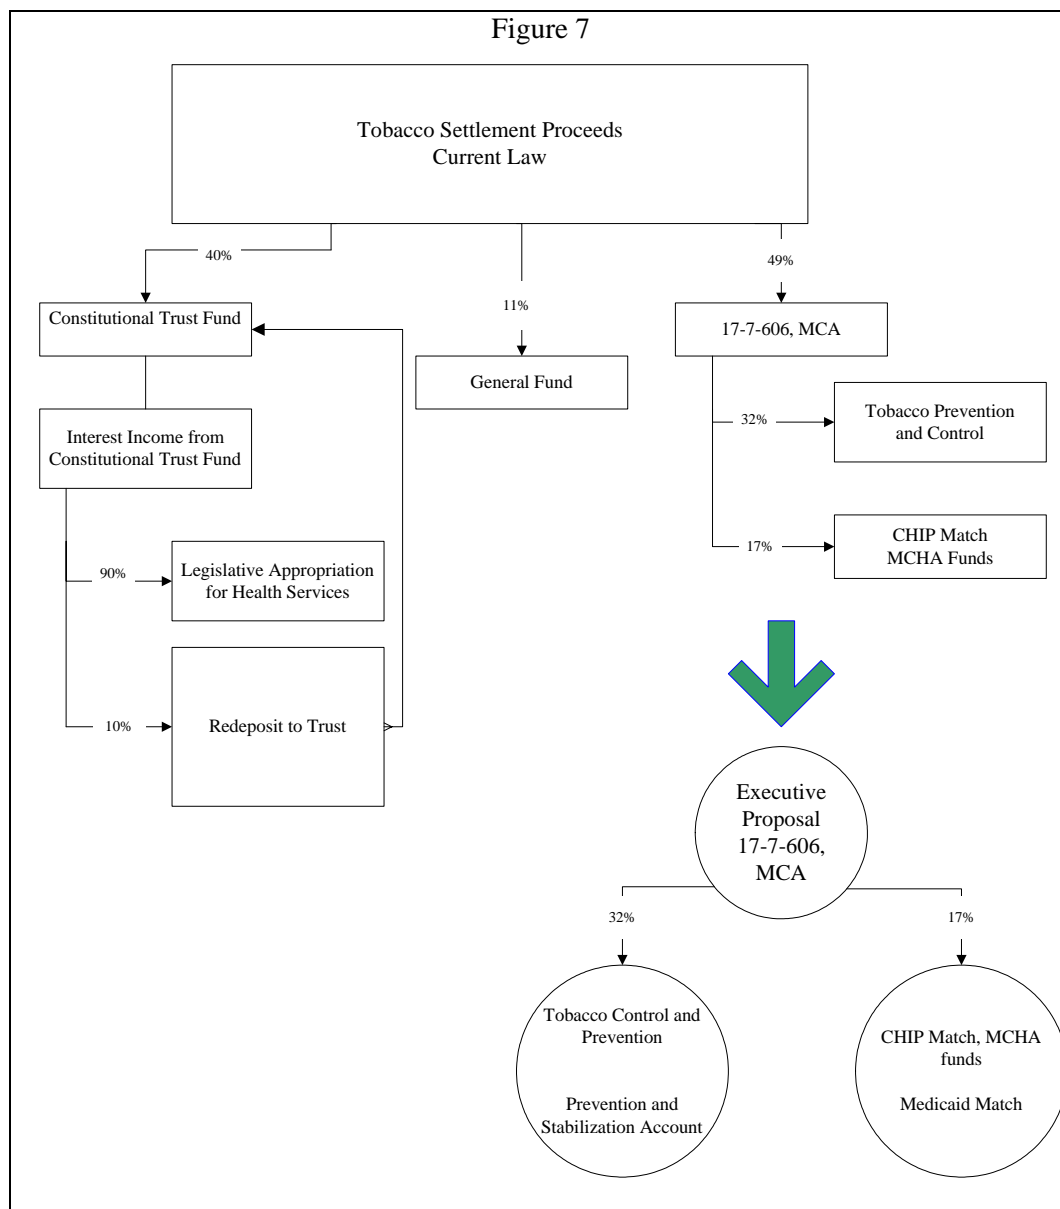 Figure 7
Tobacco Settlement Proceeds
Current Law
40%
11%
49%
Constitutional Trust Fund
General Fund
17-7-606, MCA
Interest Income from
Constitutional Trust Fund
32%
Tobacco Prevention
and Control
17%
CHIP Match
MCHA Funds
90%
Legislative Appropriation
for Health Services
10%
Redeposit to Trust
Executive
Proposal
17-7-606,
MCA
32%
17%
Tobacco Control and
Prevention
Prevention and
Stabilization Account
CHIP Match, MCHA
funds
Medicaid Match